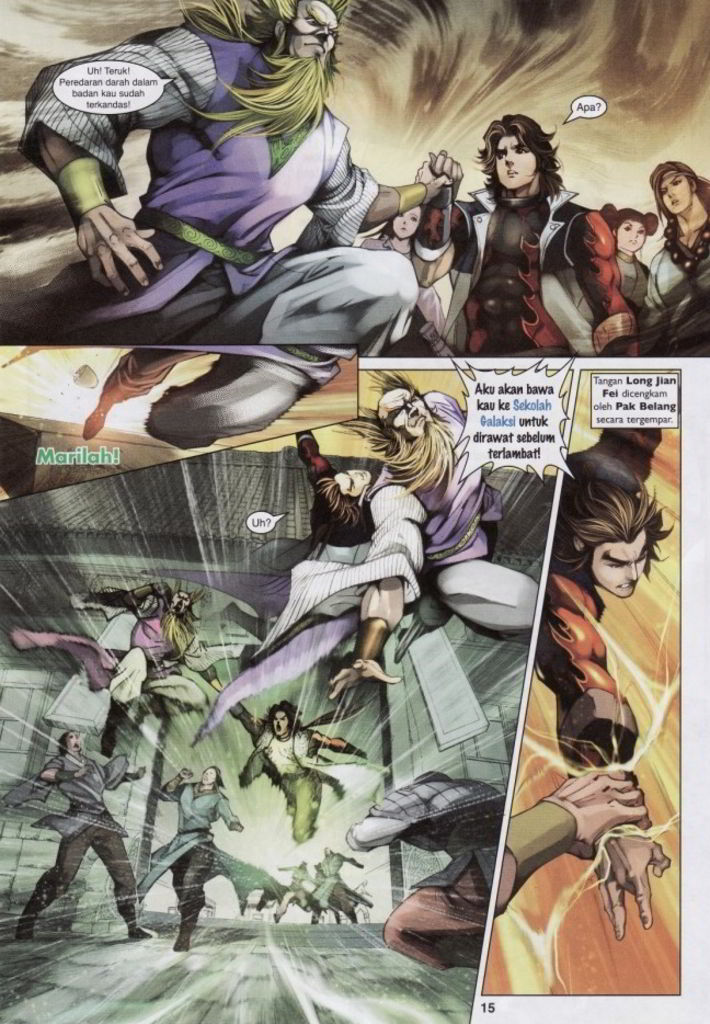 Uh! Teruk!
Peredaran darah dalam
badan kau sudah
terkandas!
Apa?
Marilah!
Aku akan bawa
kau ke Sekolah
Galaksi untuk
dirawat sebelum
terlambat!
Uh?
Tangan Long Jian
Fei dicengkam
oleh Pak Belang
secara tergempar.
15